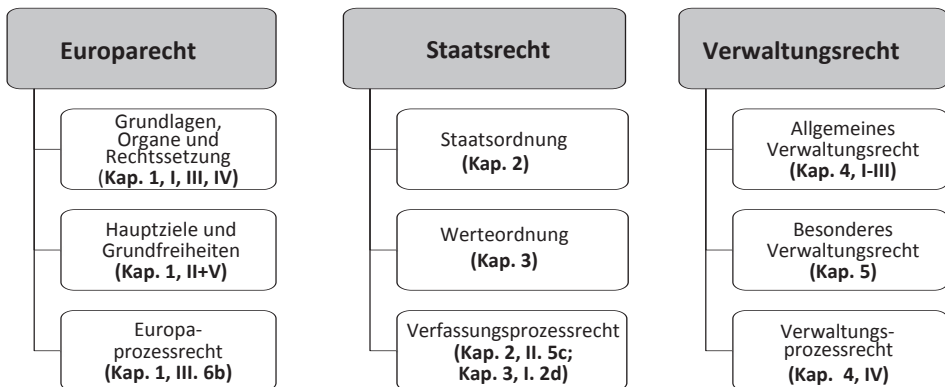 Europarecht
Grundlagen,
Organe und
Rechtssetzung
(Kap. 1, I, III, IV)
Hauptziele und
Grundfreiheiten
(Kap. 1, II+V)
Europa-
prozessrecht
(Kap. 1, III. 6b)
Staatsrecht
Staatsordnung
(Kap. 2)
Werteordnung
(Kap. 3)
Verfassungsprozessrecht
(Kap. 2, II. 5c;
Kap. 3, I. 2d)
Verwaltungsrecht
Allgemeines
Verwaltungsrecht
(Kap. 4, I-III)
Besonderes
Verwaltungsrecht
(Kap. 5)
Verwaltungs-
prozessrecht
(Kap. 4, IV)